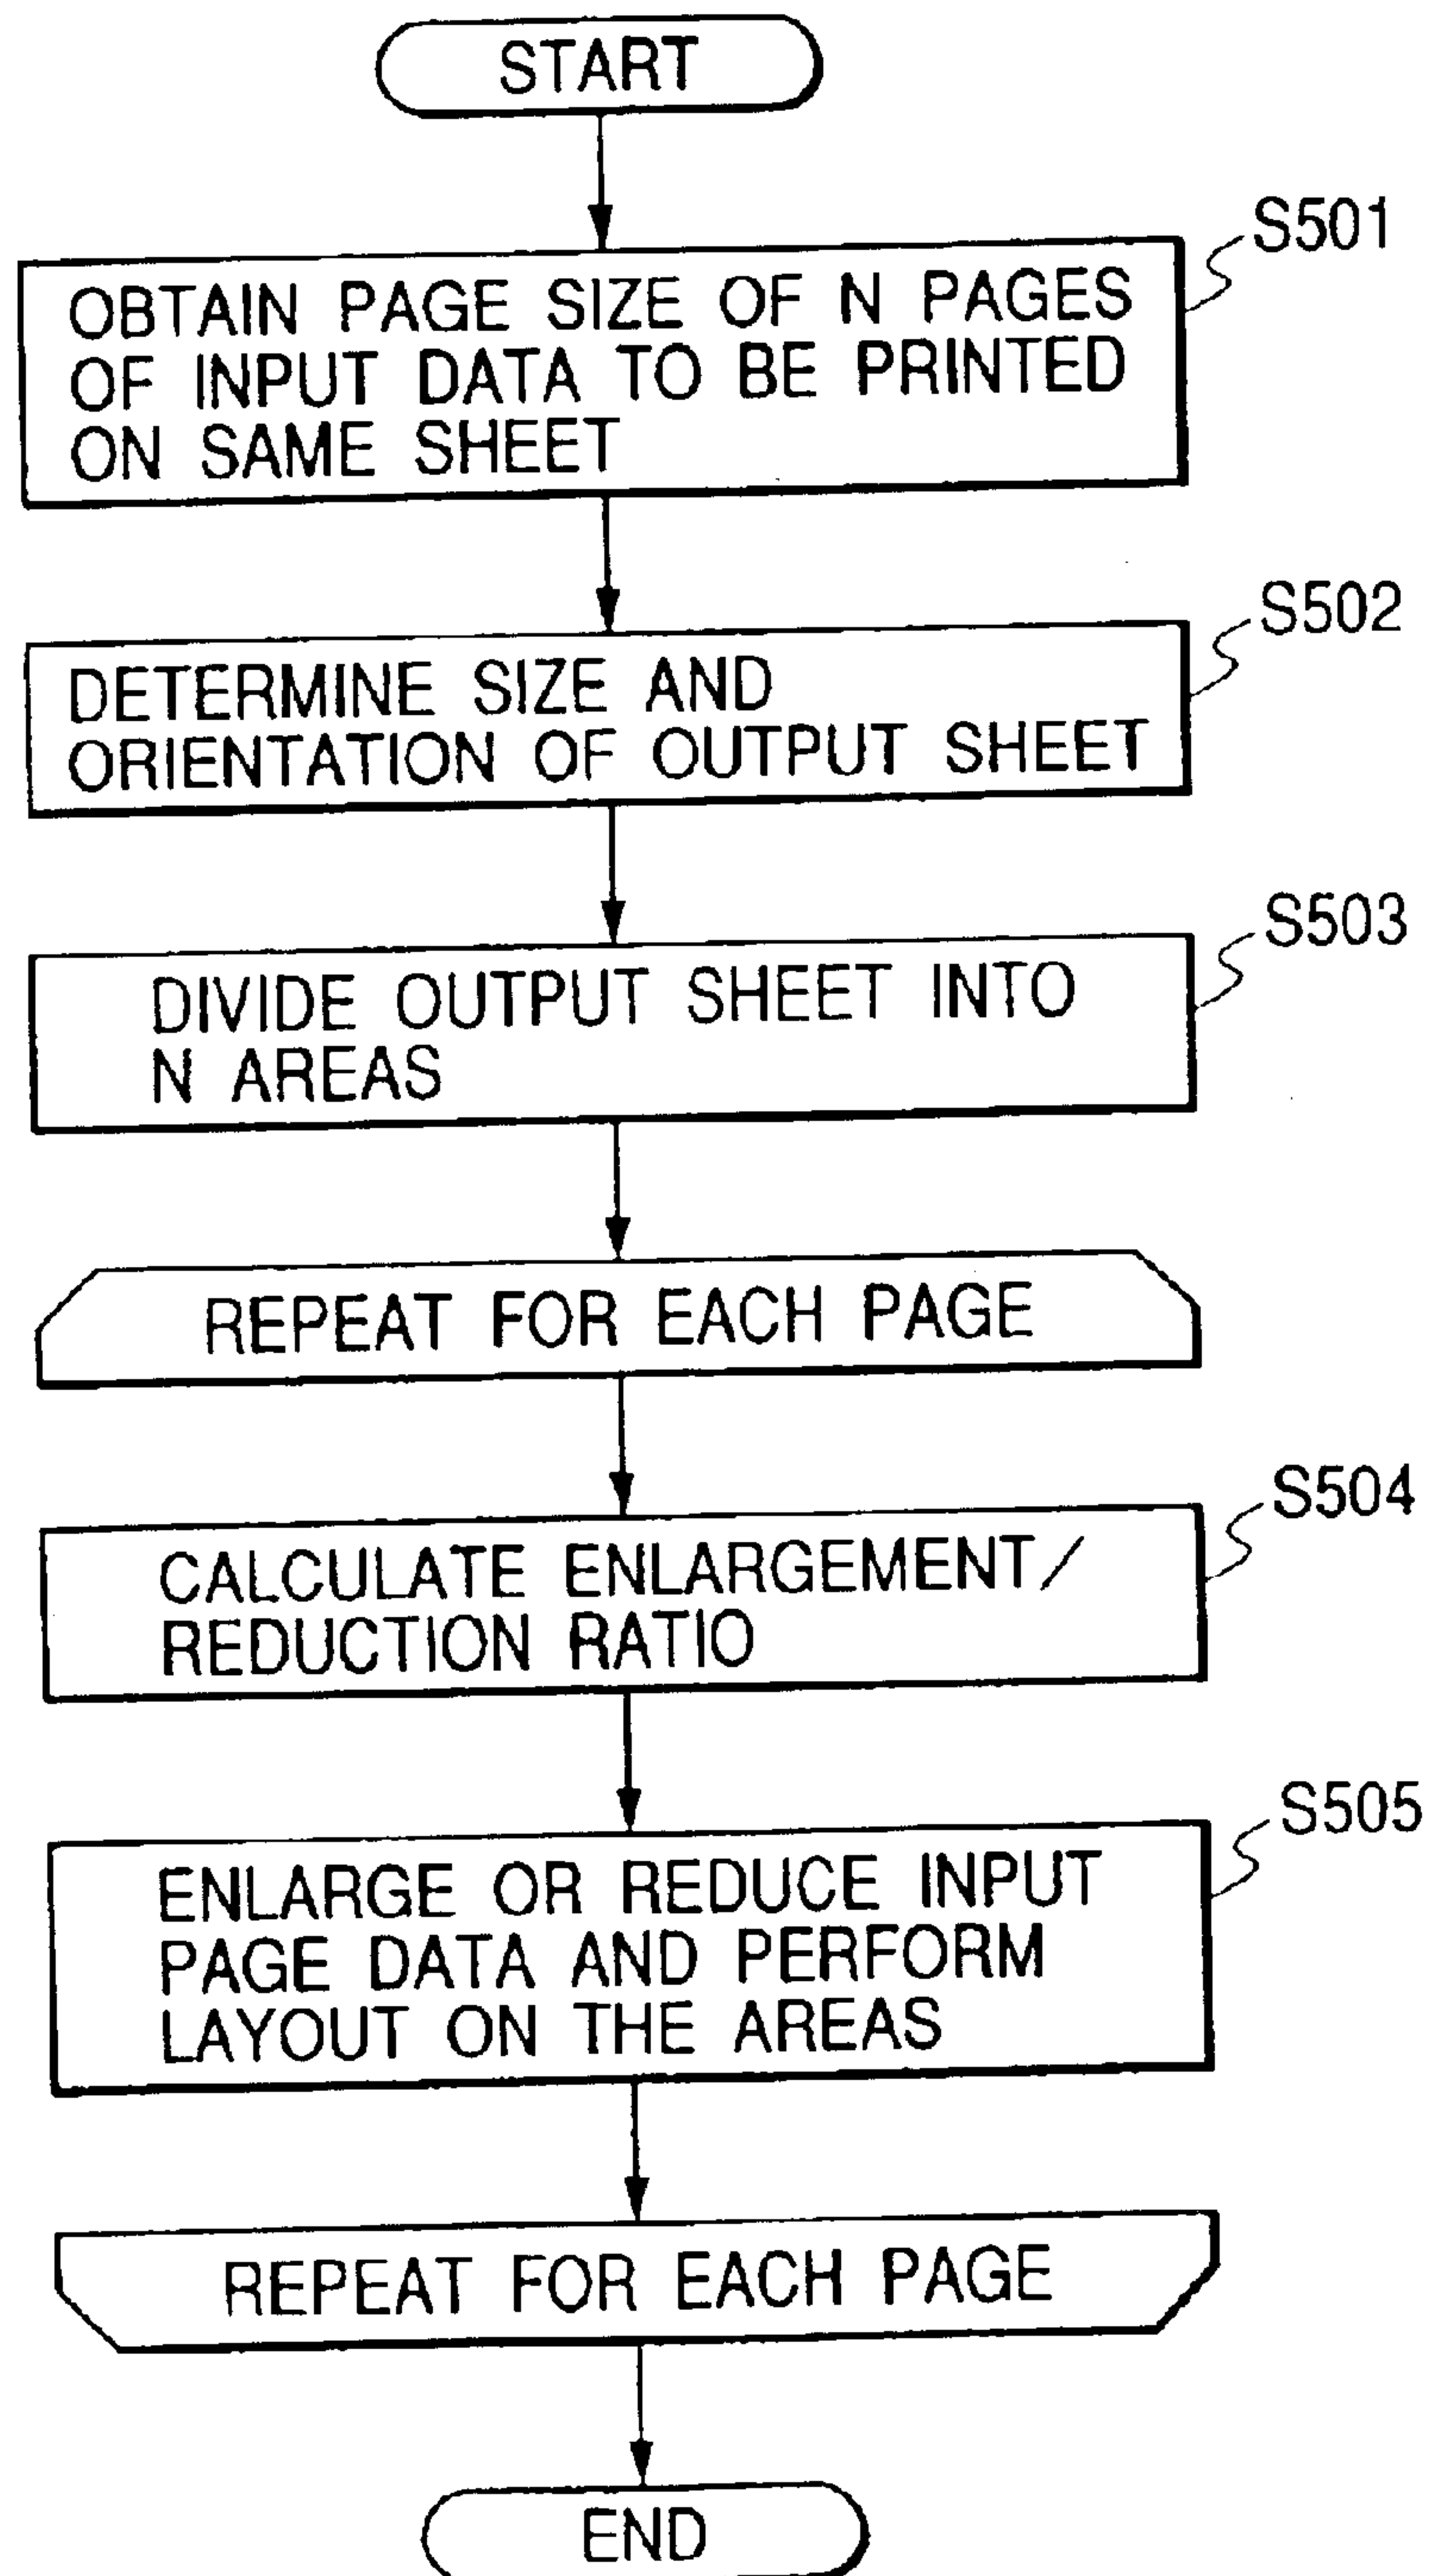 START
S501
OBTAIN PAGE SIZE OF N PAGES
OF INPUT DATA TO BE PRINTED
ON SAME SHEET
S502
DETERMINE SIZE AND
ORIENTATION OF OUTPUT SHEET
S503
DIVIDE OUTPUT SHEET INTO
N AREAS
REPEAT FOR EACH PAGE
S504
CALCULATE ENLARGEMENT/
REDUCTION RATIO
S505
ENLARGE OR REDUCE INPUT
PAGE DATA AND PERFORM
LAYOUT ON THE AREAS
REPEAT FOR EACH PAGE
END